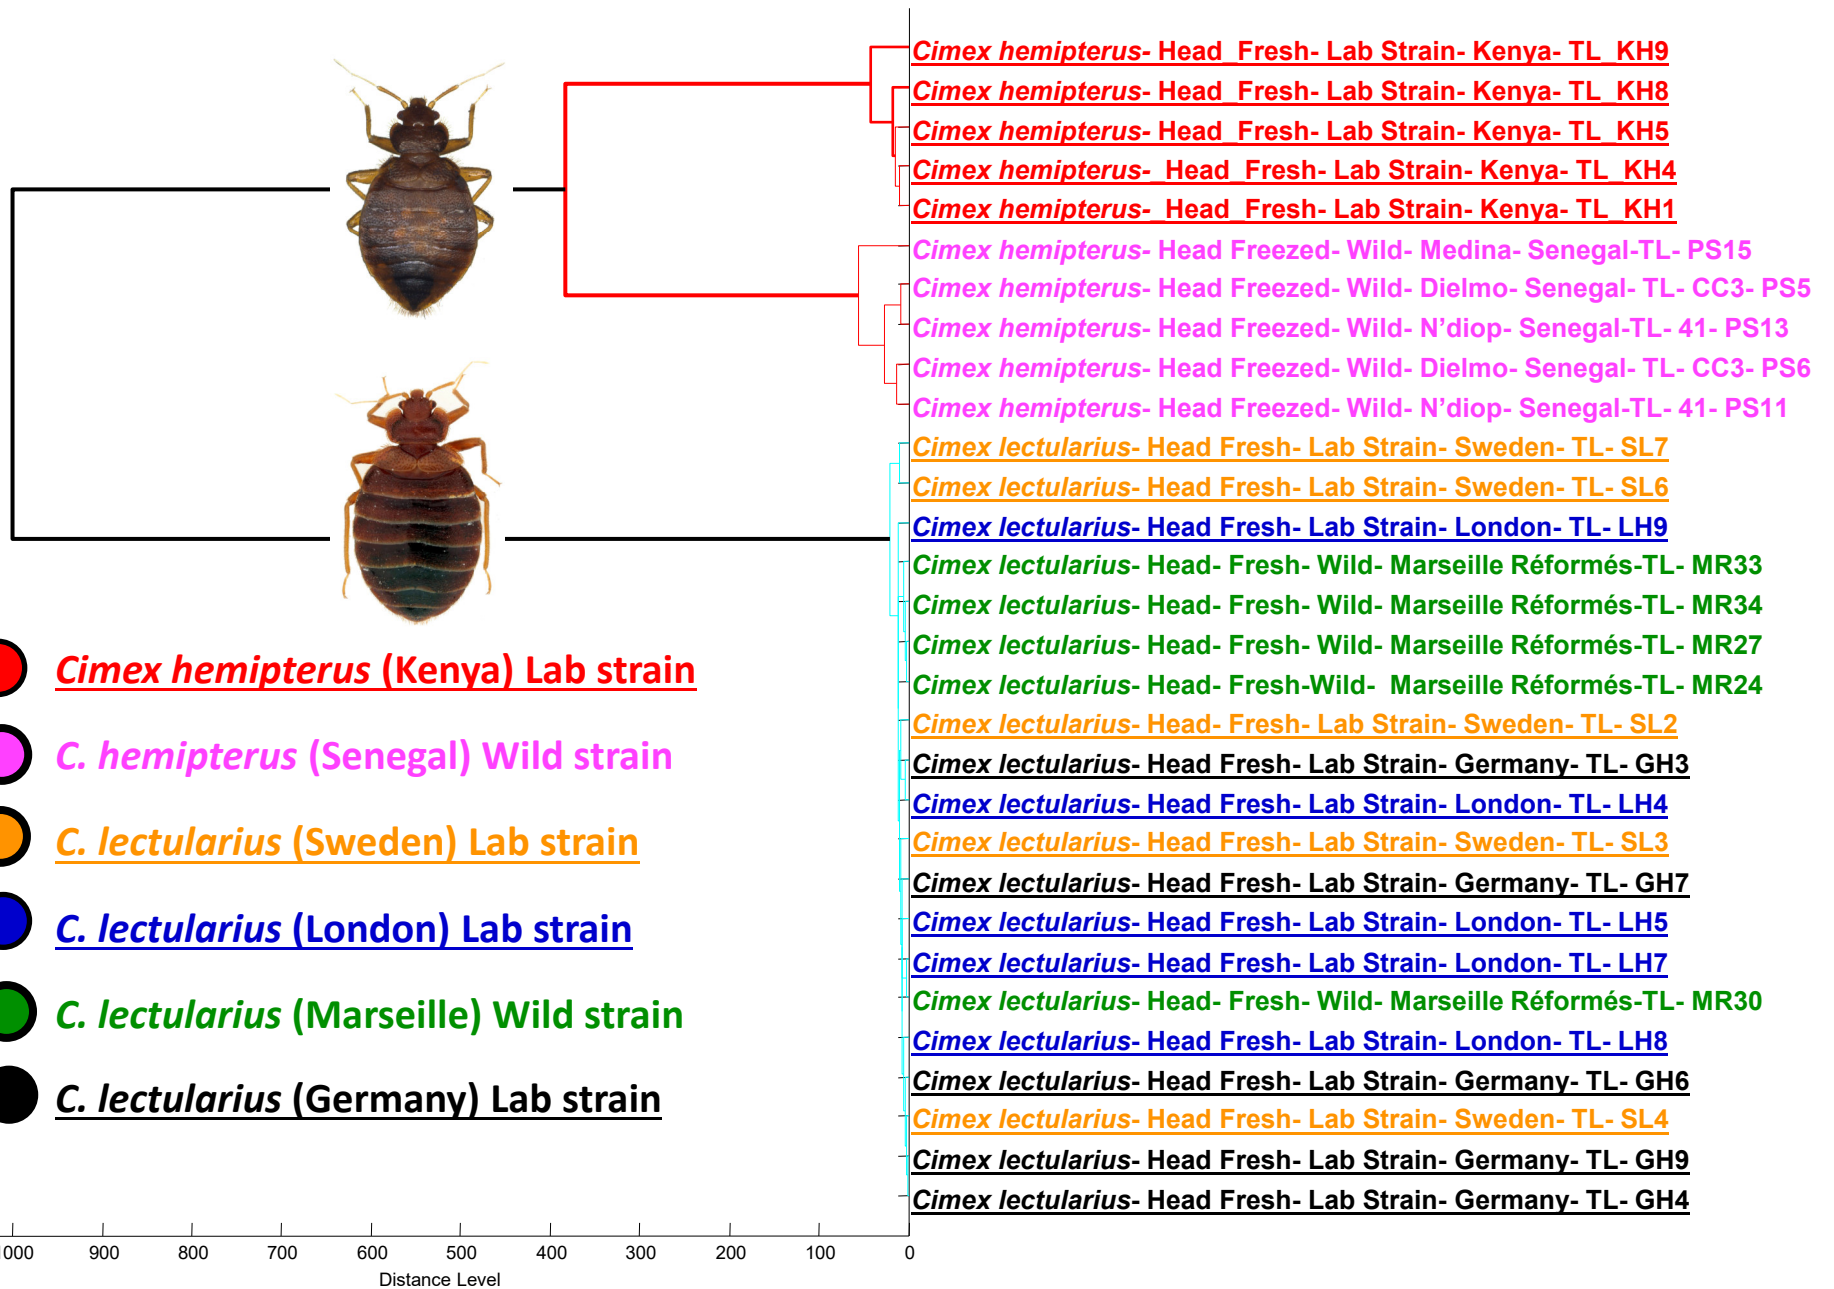 Cimex hemipterus- Head_Fresh- Lab Strain- Kenya- TL_KH9
Cimex hemipterus- Head_Fresh- Lab Strain- Kenya- TL_KH8
Cimex hemipterus- Head_Fresh- Lab Strain- Kenya- TL_KH5
Cimex hemipterus-_Head_Fresh- Lab Strain- Kenya- TL_KH4
Cimex hemipterus-_Head_Fresh- Lab Strain- Kenya- TL_KH1
Cimex hemipterus- Head Freezed- Wild- Medina- Senegal-TL- PS15
Cimex hemipterus- Head Freezed- Wild- Dielmo- Senegal- TL- CC3- PS5
Cimex hemipterus- Head Freezed- Wild- N’diop- Senegal-TL- 41- PS13
Cimex hemipterus- Head Freezed- Wild- Dielmo- Senegal- TL- CC3- PS6
Cimex hemipterus- Head Freezed- Wild- N’diop- Senegal-TL- 41- PS11
Cimex lectularius- Head Fresh- Lab Strain- Sweden- TL- SL7
Cimex lectularius- Head Fresh- Lab Strain- Sweden- TL- SL6
Cimex lectularius- Head Fresh- Lab Strain- London- TL- LH9
Cimex lectularius- Head- Fresh- Wild- Marseille Réformés-TL- MR33
Cimex lectularius- Head- Fresh- Wild- Marseille Réformés-TL- MR34
Cimex lectularius- Head- Fresh- Wild- Marseille Réformés-TL- MR27
Cimex lectularius- Head- Fresh-Wild- Marseille Réformés-TL- MR24
Cimex lectularius- Head- Fresh- Lab Strain- Sweden- TL- SL2
Cimex lectularius- Head Fresh- Lab Strain- Germany- TL- GH3
Cimex lectularius- Head Fresh- Lab Strain- London- TL- LH4
Cimex lectularius- Head Fresh- Lab Strain- Sweden- TL- SL3
Cimex lectularius- Head Fresh- Lab Strain- Germany- TL- GH7
Cimex lectularius- Head Fresh- Lab Strain- London- TL- LH5
Cimex lectularius- Head Fresh- Lab Strain- London- TL- LH7
Cimex lectularius- Head- Fresh- Wild- Marseille Réformés-TL- MR30
Cimex lectularius- Head Fresh- Lab Strain- London- TL- LH8
Cimex lectularius- Head Fresh- Lab Strain- Germany- TL- GH6
Cimex lectularius- Head Fresh- Lab Strain- Sweden- TL- SL4
Cimex lectularius- Head Fresh- Lab Strain- Germany- TL- GH9
Cimex lectularius- Head Fresh- Lab Strain- Germany- TL- GH4
Cimex hemipterus (Kenya) Lab strain
C. hemipterus (Senegal) Wild strain
C. lectularius (Sweden) Lab strain
C. lectularius (London) Lab strain
C. lectularius (Marseille) Wild strain
C. lectularius (Germany) Lab strain
1000 900 800 700 600 500 400 300 200 100 0
Distance Level